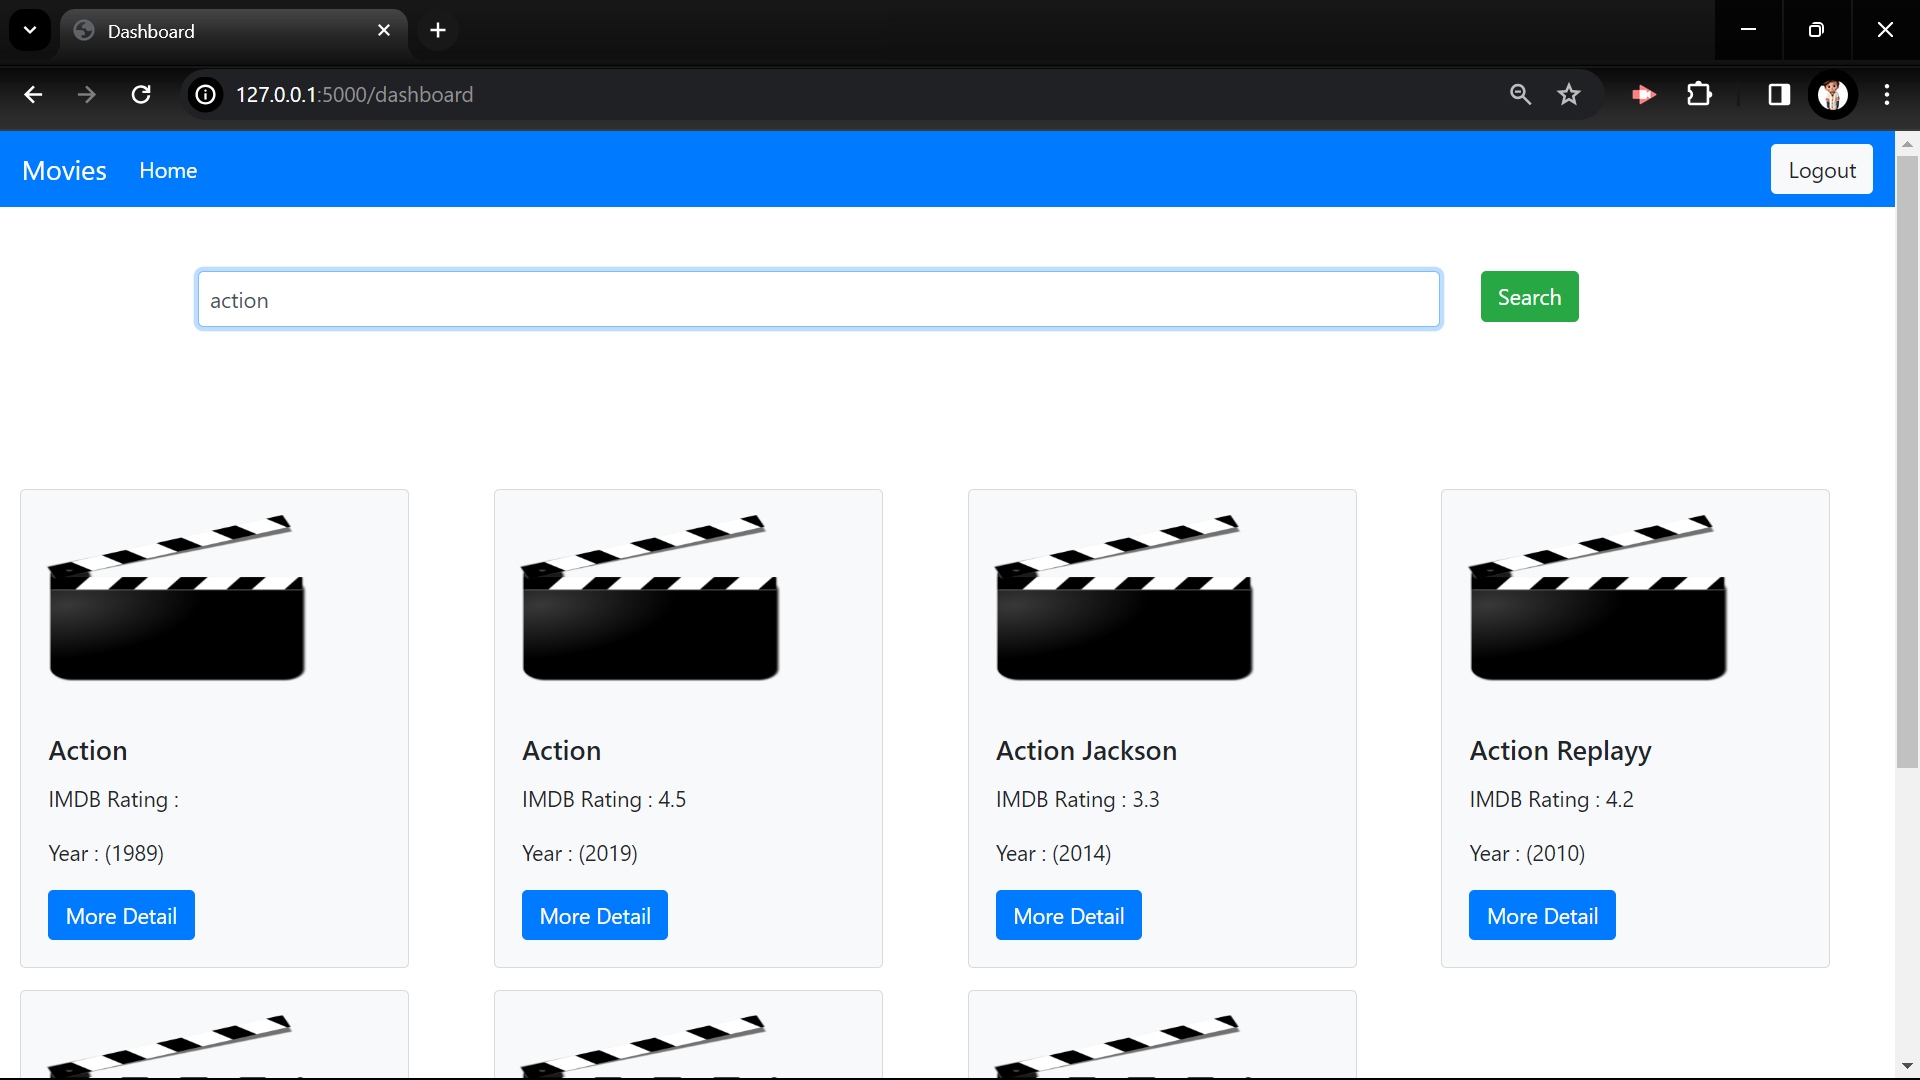 Dashboard
127.0.0.1:5000/dashboard
Movies Home Logout
action Search
Action Action Action Jackson Action Replayy
IMDB Rating : IMDB Rating : 4.5 IMDB Rating : 3.3 IMDB Rating : 4.2
Year : (1989) Year : (2019) Year : (2014) Year : (2010)
More Detail More Detail More Detail More Detail